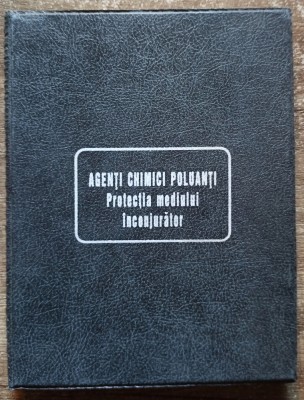 AGENȚI CHIMICI POLUANȚI
Protecția mediului
înconjurător